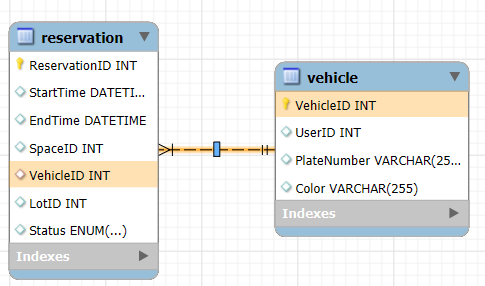 reservation
ReservationID INT
StartTime DATETI...
EndTime DATETIME
SpaceID INT
VehicleID INT
LotID INT
Status ENUM(...)
Indexes
vehicle
VehicleID INT
UserID INT
PlateNumber VARCHAR(25...
Color VARCHAR(255)
Indexes